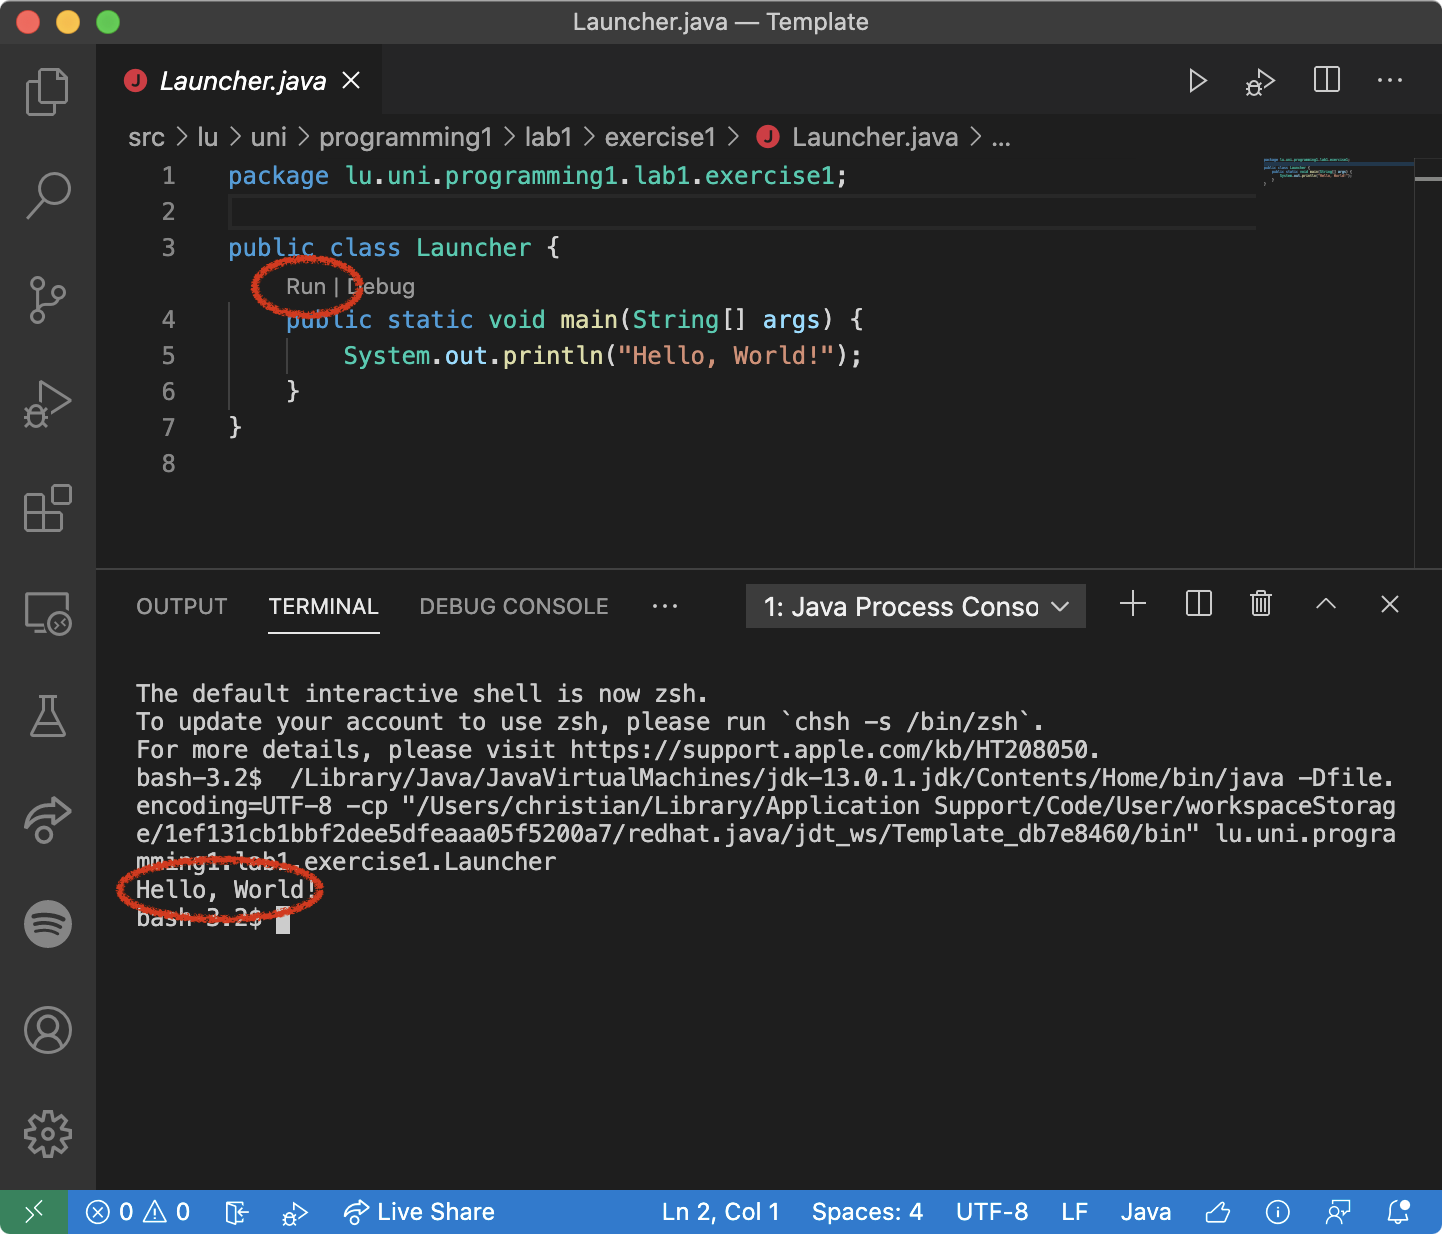 Launcher.java — Template
Launcher.java
src > lu > uni > programming1 > lab1 > exercise1 > Launcher.java > ...
1 package lu.uni.programming1.lab1.exercise1;
2
3 public class Launcher {
Run | Debug
4 public static void main(String[] args) {
5 System.out.println("Hello, World!");
6 }
7 }
8
OUTPUT TERMINAL DEBUG CONSOLE ··· 1: Java Process Conso
The default interactive shell is now zsh.
To update your account to use zsh, please run `chsh -s /bin/zsh`.
For more details, please visit https://support.apple.com/kb/HT208050.
bash-3.2$  /Library/Java/JavaVirtualMachines/jdk-13.0.1.jdk/Contents/Home/bin/java -Dfile.
encoding=UTF-8 -cp "/Users/christian/Library/Application Support/Code/User/workspaceStorag
e/1ef131cb1bbf2dee5dfeaaa05f5200a7/redhat.java/jdt_ws/Template_db7e8460/bin" lu.uni.progra
mming1.lab1.exercise1.Launcher
Hello, World!
bash-3.2$
0 0 Live Share Ln 2, Col 1 Spaces: 4 UTF-8 LF Java